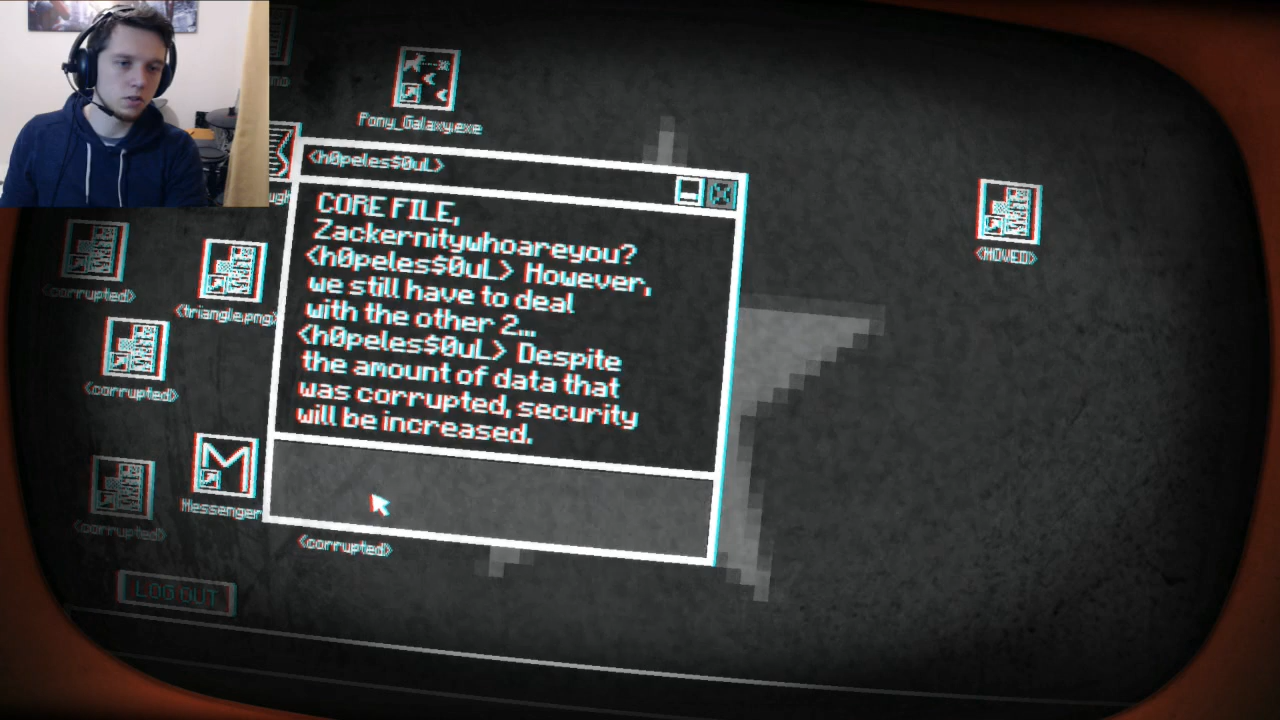 Pony_Galaxy.exe
<h0peles$0uL>
CORE FILE,
Zackernitywhoareyou?
<h0peles$0uL> However,
we still have to deal
with the other 2...
<h0peles$0uL> Despite
the amount of data that
was corrupted, security
will be increased.
<MOVED>
<corrupted>
<triangle.png>
<corrupted>
Messenger
<corrupted>
<corrupted>
LOG OUT